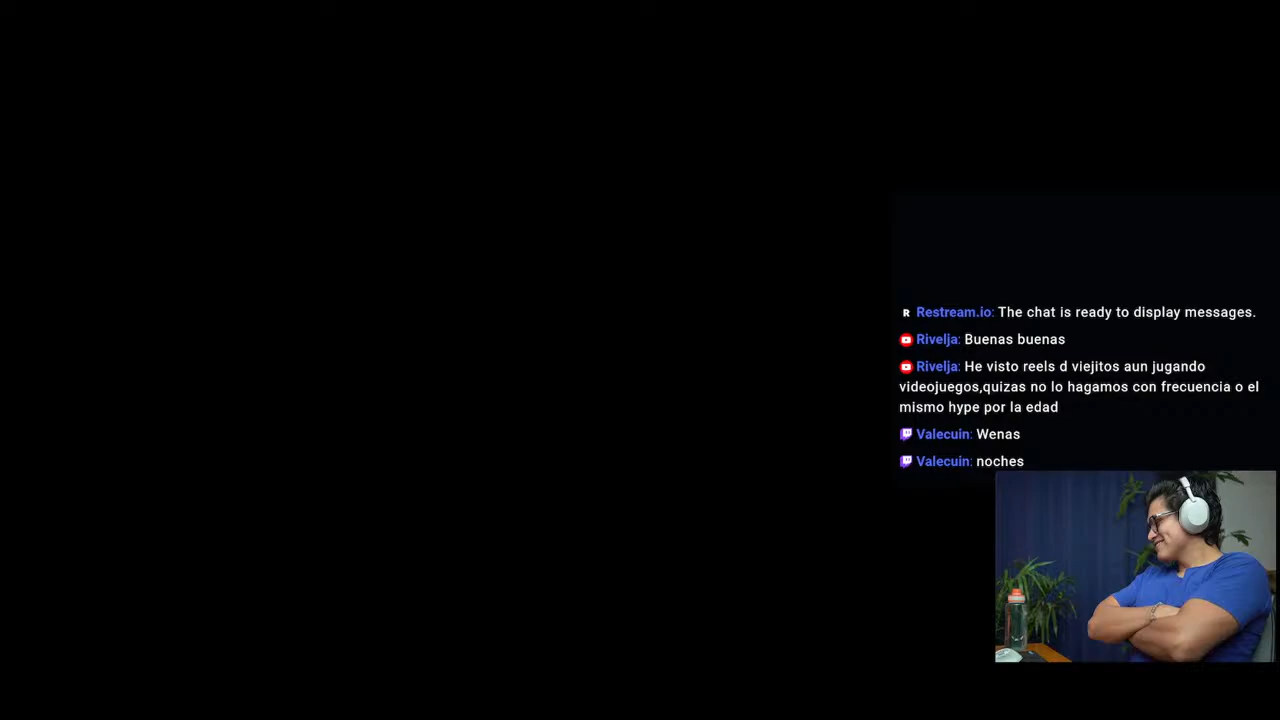 R Restream.io: The chat is ready to display messages.
Rivelja: Buenas buenas
Rivelja: He visto reels d viejitos aun jugando
videojuegos,quizas no lo hagamos con frecuencia o el
mismo hype por la edad
Valecuin: Wenas
Valecuin: noches